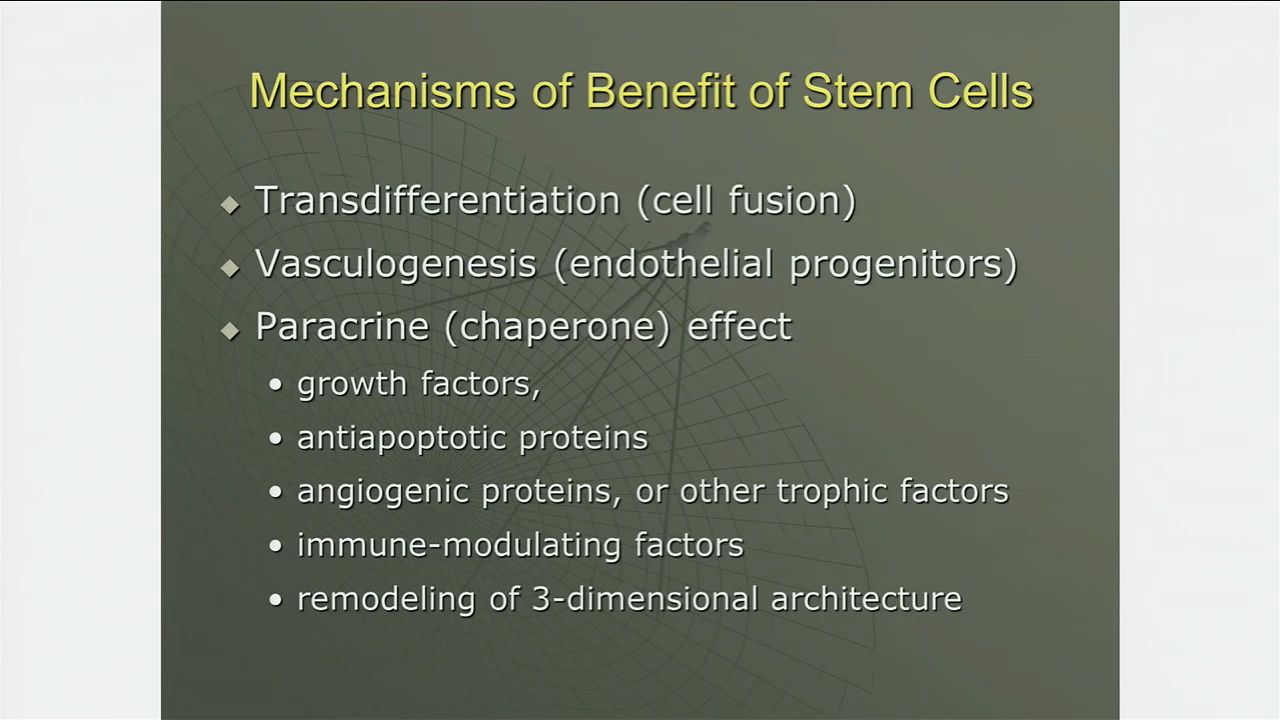 Mechanisms of Benefit of Stem Cells
Transdifferentiation (cell fusion)
Vasculogenesis (endothelial progenitors)
Paracrine (chaperone) effect
growth factors,
antiapoptotic proteins
angiogenic proteins, or other trophic factors
immune-modulating factors
remodeling of 3-dimensional architecture